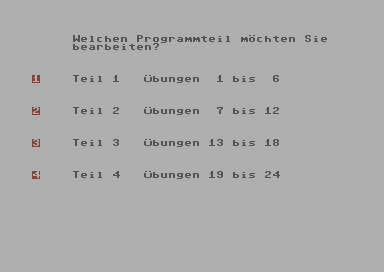 Welchen Programmteil möchten Sie
bearbeiten?
1 Teil 1 Übungen 1 bis 6
2 Teil 2 Übungen 7 bis 12
3 Teil 3 Übungen 13 bis 18
4 Teil 4 Übungen 19 bis 24